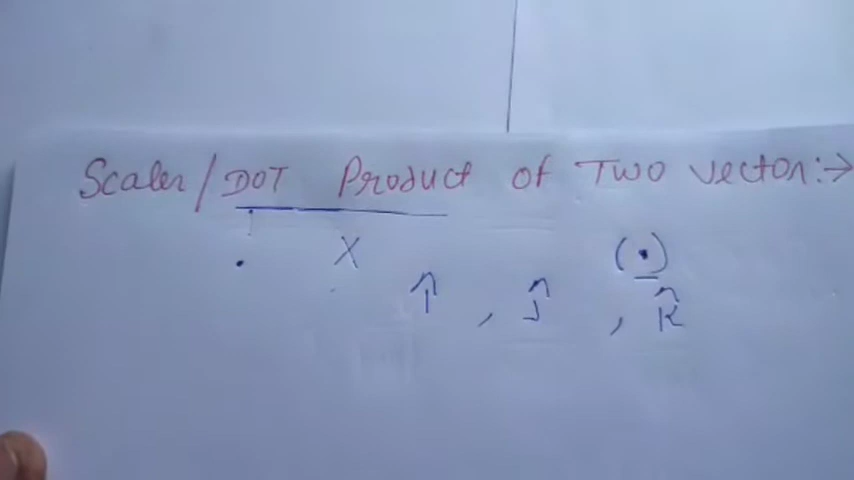 Scaler/DOT Product of Two vector:→
. X (•)
î , ĵ , k̂